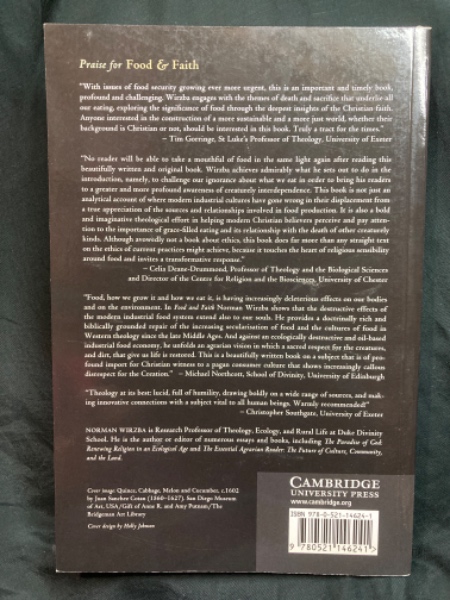 Praise for Food & Faith
"With issues of food security growing ever more urgent, this is an important and timely book,
profound and challenging. Wirzba engages with the themes of death and sacrifice that underlie all
our eating, exploring the significance of food through the deepest insights of the Christian faith.
Anyone interested in the construction of a more sustainable and a more just world, whether their
background is Christian or not, should be interested in this book. Truly a tract for the times."
– Tim Gorringe, St Luke's Professor of Theology, University of Exeter
"No reader will be able to take a mouthful of food in the same light again after reading this
beautifully written and original book. Wirzba achieves admirably what he sets out to do in the
introduction, namely, to challenge our ignorance about what we eat in order to bring his readers
to a greater and more profound awareness of creaturely interdependence. This book is not just an
analytical account of where modern industrial cultures have gone wrong in their displacement from
a true appreciation of the sources and relationships involved in food production. It is also a bold
and imaginative theological effort in helping modern Christian believers perceive and pay attention
to the importance of grace-filled eating and its relationship with the death of other creaturely
kinds. Although avowedly not a book about ethics, this book does far more than any straight text
on the ethics of current practices might achieve, because it touches the heart of religious sensibility
around food and invites a transformative response."
– Celia Deane-Drummond, Professor of Theology and the Biological Sciences
and Director of the Centre for Religion and the Biosciences, University of Chester
"Food, how we grow it and how we eat it, is having increasingly deleterious effects on our bodies
and on the environment. In Food and Faith Norman Wirzba shows that the destructive effects of
the modern industrial food system extend also to our souls. He provides a doctrinally rich and
biblically grounded repair of the increasing secularisation of food and the cultures of food in
Western theology since the late Middle Ages. And against an ecologically destructive and oil-based
industrial food economy, he unfolds an agrarian vision in which a sacred respect for the creatures,
and dirt, that give us life is restored. This is a beautifully written book on a subject that is of pro-
found import for Christian witness to a pagan consumer culture that shows increasingly callous
disrespect for the Creation." – Michael Northcott, School of Divinity, University of Edinburgh
"Theology at its best: lucid, full of humility, drawing boldly on a wide range of sources, and mak-
ing innovative connections with a subject vital to all human beings. Warmly recommended!"
– Christopher Southgate, University of Exeter
NORMAN WIRZBA is Research Professor of Theology, Ecology, and Rural Life at Duke Divinity
School. He is the author or editor of numerous essays and books, including The Paradise of God:
Renewing Religion in an Ecological Age and The Essential Agrarian Reader: The Future of Culture, Community,
and the Land.
Cover image Quince, Cabbage, Melon and Cucumber, c.1602
by Juan Sanchez Cotan (1560–1627). San Diego Museum
of Art, USA/Gift of Anne R. and Amy Putnam/The
Bridgeman Art Library
Cover design by Holly Johnson
CAMBRIDGE
UNIVERSITY PRESS
www.cambridge.org
ISBN 978-0-521-14624-1
9 780521 146241 >